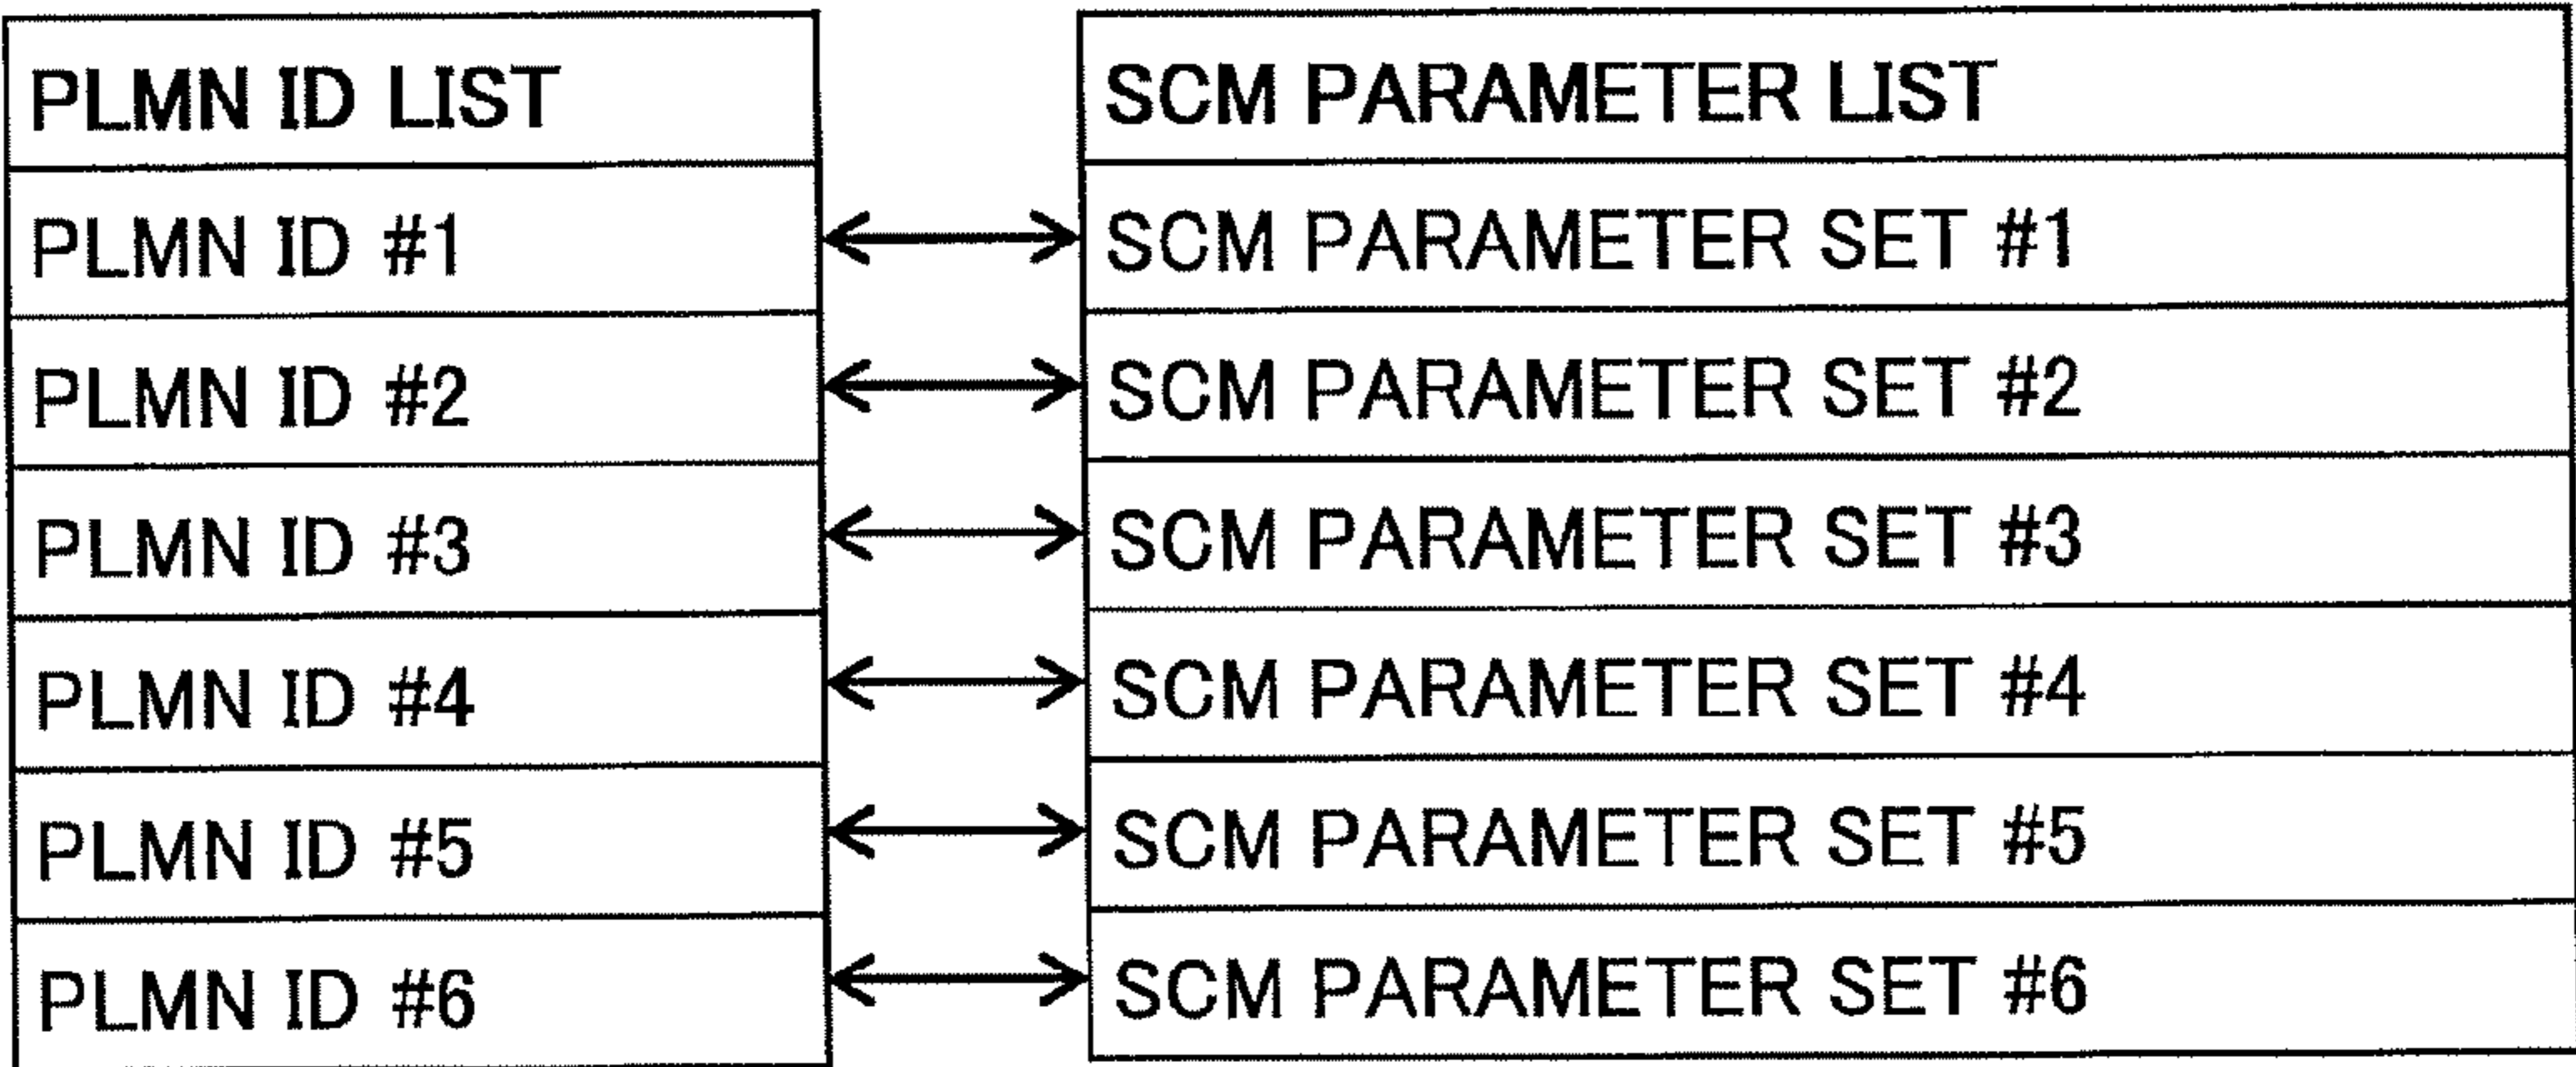 PLMN ID LIST
PLMN ID #1
PLMN ID #2
PLMN ID #3
PLMN ID #4
PLMN ID #5
PLMN ID #6
SCM PARAMETER LIST
SCM PARAMETER SET #1
SCM PARAMETER SET #2
SCM PARAMETER SET #3
SCM PARAMETER SET #4
SCM PARAMETER SET #5
SCM PARAMETER SET #6